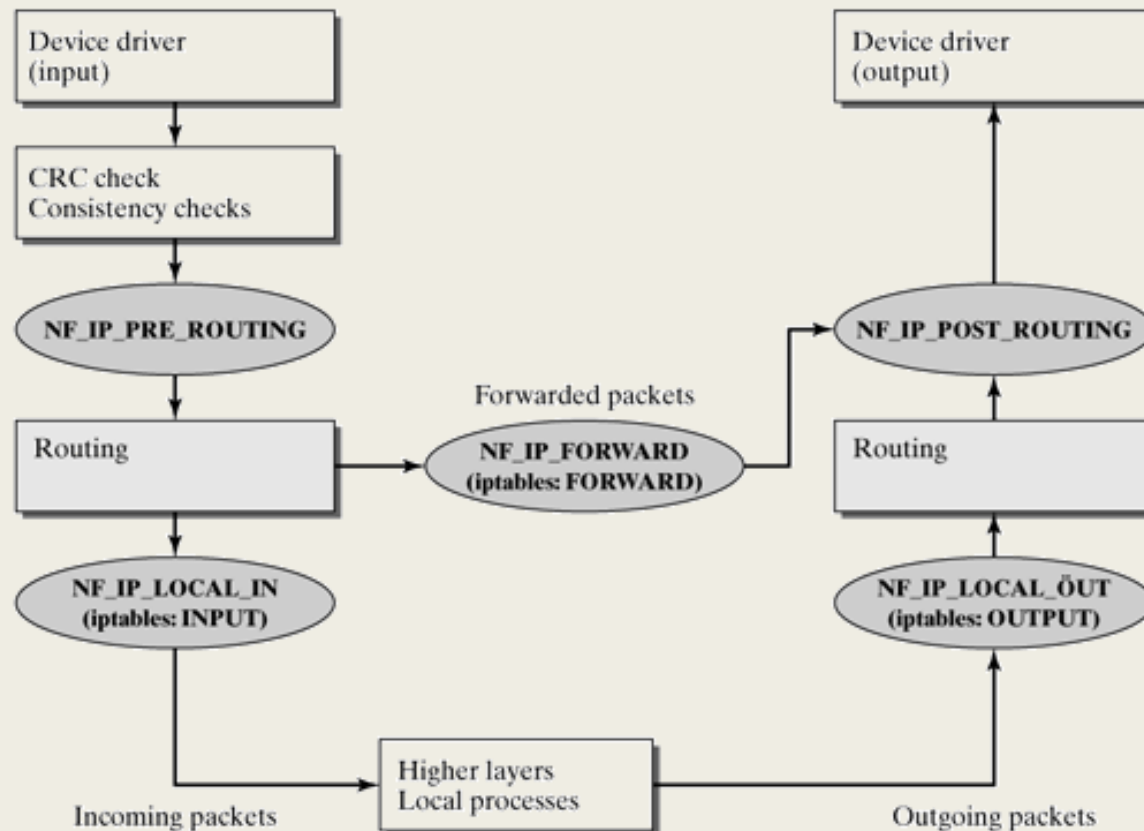 Device driver
(input)
CRC check
Consistency checks
NF_IP_PRE_ROUTING
Routing
NF_IP_LOCAL_IN
(iptables: INPUT)
Incoming packets
Forwarded packets
NF_IP_FORWARD
(iptables: FORWARD)
Higher layers
Local processes
Device driver
(output)
NF_IP_POST_ROUTING
Routing
NF_IP_LOCAL_ÖUT
(iptables: OUTPUT)
Outgoing packets